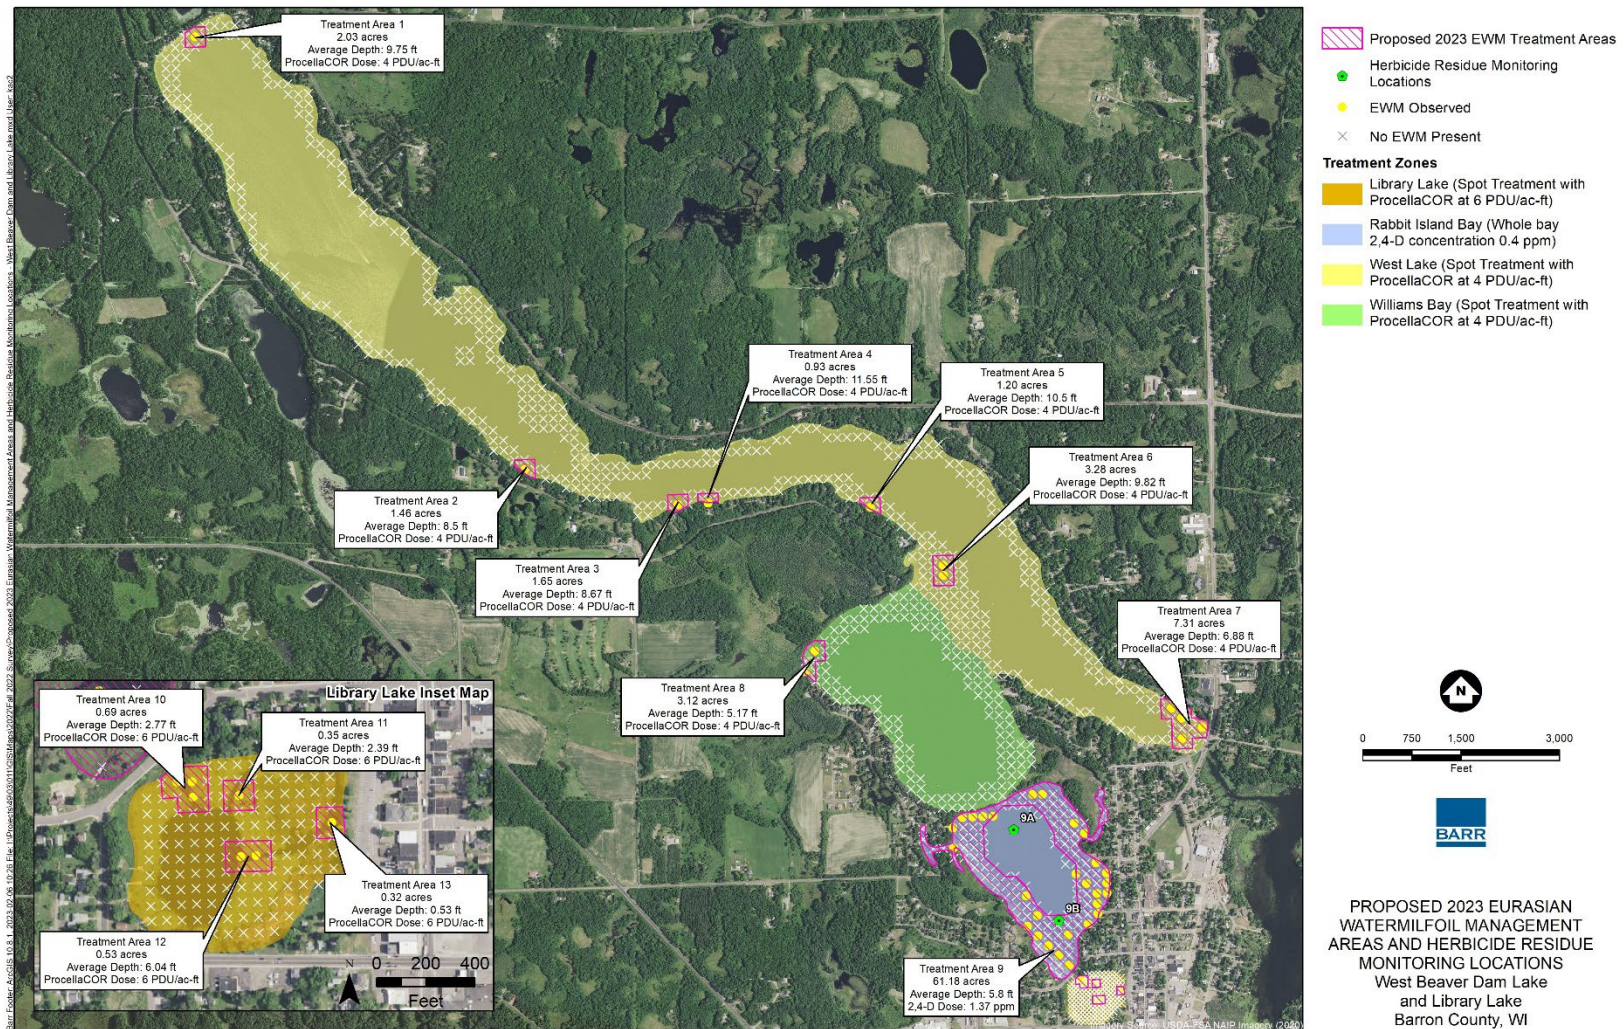 Treatment Area 1
2.03 acres
Average Depth: 9.75 ft
ProcellaCOR Dose: 4 PDU/ac-ft
Treatment Area 4
0.93 acres
Average Depth: 11.55 ft
ProcellaCOR Dose: 4 PDU/ac-ft
Treatment Area 5
1.20 acres
Average Depth: 10.5 ft
ProcellaCOR Dose: 4 PDU/ac-ft
Treatment Area 6
3.28 acres
Average Depth: 9.82 ft
ProcellaCOR Dose: 4 PDU/ac-ft
Treatment Area 2
1.46 acres
Average Depth: 8.5 ft
ProcellaCOR Dose: 4 PDU/ac-ft
Treatment Area 3
1.65 acres
Average Depth: 8.67 ft
ProcellaCOR Dose: 4 PDU/ac-ft
Treatment Area 7
7.31 acres
Average Depth: 6.88 ft
ProcellaCOR Dose: 4 PDU/ac-ft
Treatment Area 8
3.12 acres
Average Depth: 5.17 ft
ProcellaCOR Dose: 4 PDU/ac-ft
9A
9B
Treatment Area 9
61.18 acres
Average Depth: 5.8 ft
2,4-D Dose: 1.37 ppm
Library Lake Inset Map
Treatment Area 10
0.69 acres
Average Depth: 2.77 ft
ProcellaCOR Dose: 6 PDU/ac-ft
Treatment Area 11
0.35 acres
Average Depth: 2.39 ft
ProcellaCOR Dose: 6 PDU/ac-ft
Treatment Area 13
0.32 acres
Average Depth: 0.53 ft
ProcellaCOR Dose: 6 PDU/ac-ft
Treatment Area 12
0.53 acres
Average Depth: 6.04 ft
ProcellaCOR Dose: 6 PDU/ac-ft
N
0 200 400
Feet
Imagery Source: USDA-FSA NAIP Imagery (2020)
Proposed 2023 EWM Treatment Areas
Herbicide Residue Monitoring
Locations
EWM Observed
No EWM Present
Treatment Zones
Library Lake (Spot Treatment with
ProcellaCOR at 6 PDU/ac-ft)
Rabbit Island Bay (Whole bay
2,4-D concentration 0.4 ppm)
West Lake (Spot Treatment with
ProcellaCOR at 4 PDU/ac-ft)
Williams Bay (Spot Treatment with
ProcellaCOR at 4 PDU/ac-ft)
N
0 750 1,500 3,000
Feet
BARR
PROPOSED 2023 EURASIAN
WATERMILFOIL MANAGEMENT
AREAS AND HERBICIDE RESIDUE
MONITORING LOCATIONS
West Beaver Dam Lake
and Library Lake
Barron County, WI